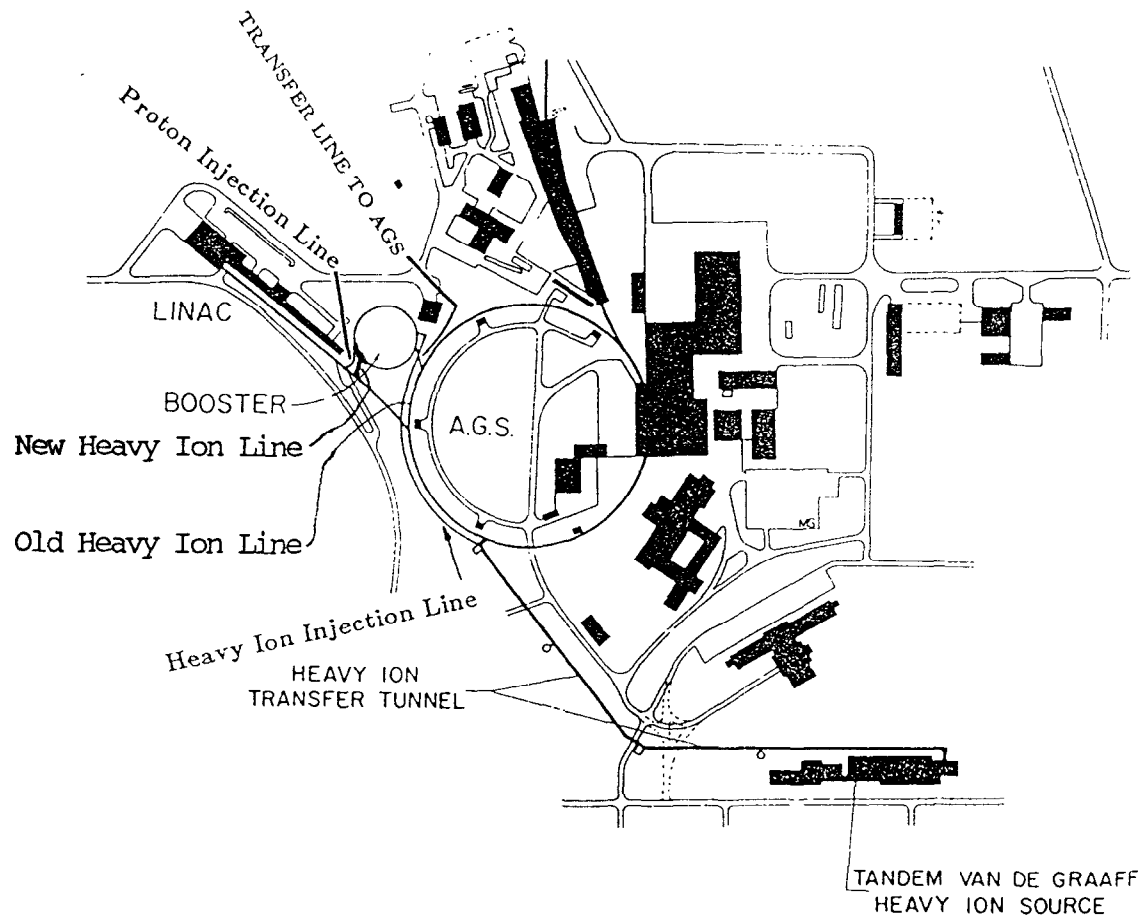 TRANSFER LINE TO AGS
Proton Injection Line
LINAC
BOOSTER
New Heavy Ion Line
A.G.S.
Old Heavy Ion Line
MG
Heavy Ion Injection Line
HEAVY ION
TRANSFER TUNNEL
TANDEM VAN DE GRAAFF
HEAVY ION SOURCE